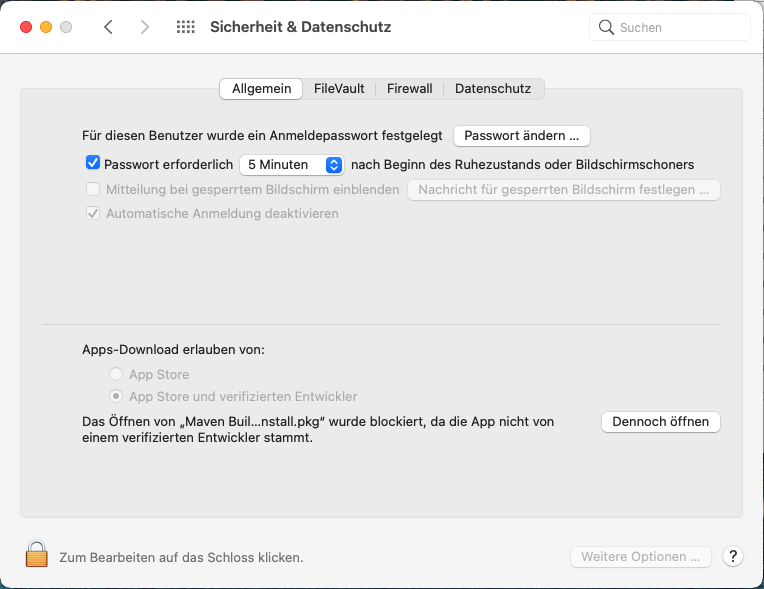 Sicherheit & Datenschutz
Suchen
Allgemein FileVault Firewall Datenschutz
Für diesen Benutzer wurde ein Anmeldepasswort festgelegt Passwort ändern ...
Passwort erforderlich 5 Minuten nach Beginn des Ruhezustands oder Bildschirmschoners
Mitteilung bei gesperrtem Bildschirm einblenden Nachricht für gesperrten Bildschirm festlegen ...
Automatische Anmeldung deaktivieren
Apps-Download erlauben von:
App Store
App Store und verifizierten Entwickler
Das Öffnen von „Maven Buil...nstall.pkg“ wurde blockiert, da die App nicht von
einem verifizierten Entwickler stammt.
Dennoch öffnen
Zum Bearbeiten auf das Schloss klicken.
Weitere Optionen ... ?